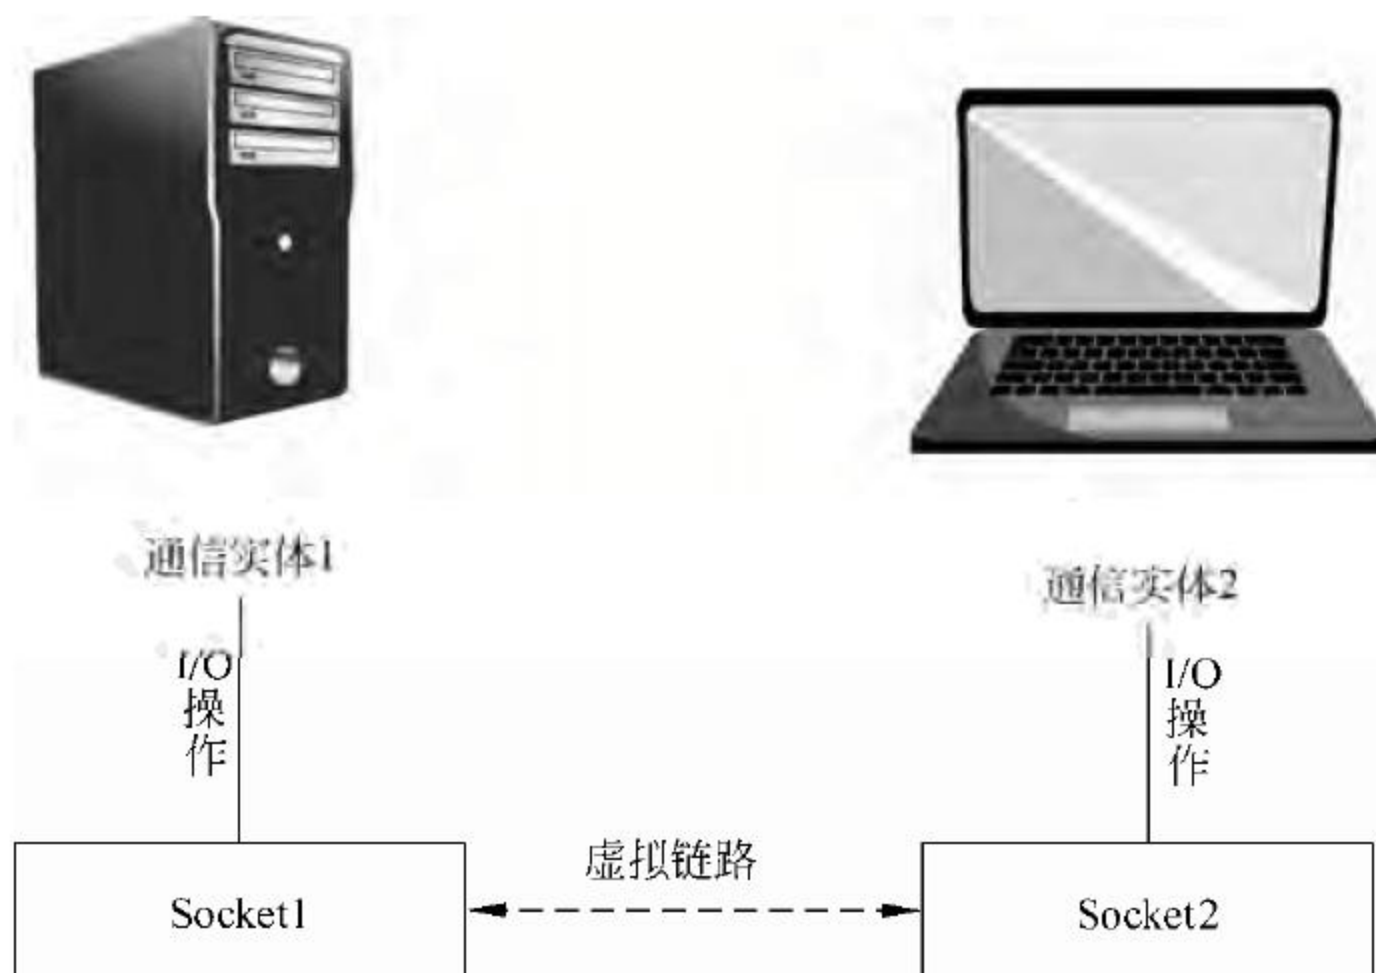 通信实体1
通信实体2
I/O
操
作
I/O
操
作
虚拟链路
Socket1
Socket2